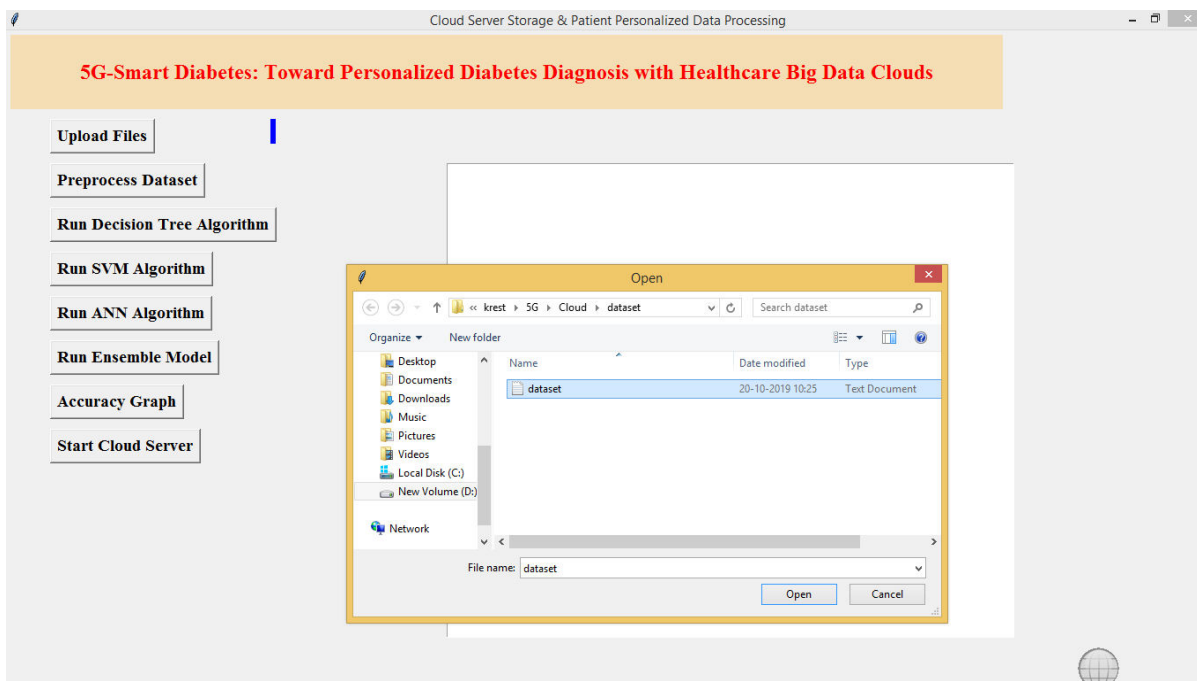 Cloud Server Storage & Patient Personalized Data Processing
5G-Smart Diabetes: Toward Personalized Diabetes Diagnosis with Healthcare Big Data Clouds
Upload Files
Preprocess Dataset
Run Decision Tree Algorithm
Run SVM Algorithm
Run ANN Algorithm
Run Ensemble Model
Accuracy Graph
Start Cloud Server
Open
« krest ▸ 5G ▸ Cloud ▸ dataset
Search dataset
Organize
New folder
Desktop
Documents
Downloads
Music
Pictures
Videos
Local Disk (C:)
New Volume (D:)
Network
Name Date modified Type
dataset 20-10-2019 10:25 Text Document
File name: dataset
Open Cancel